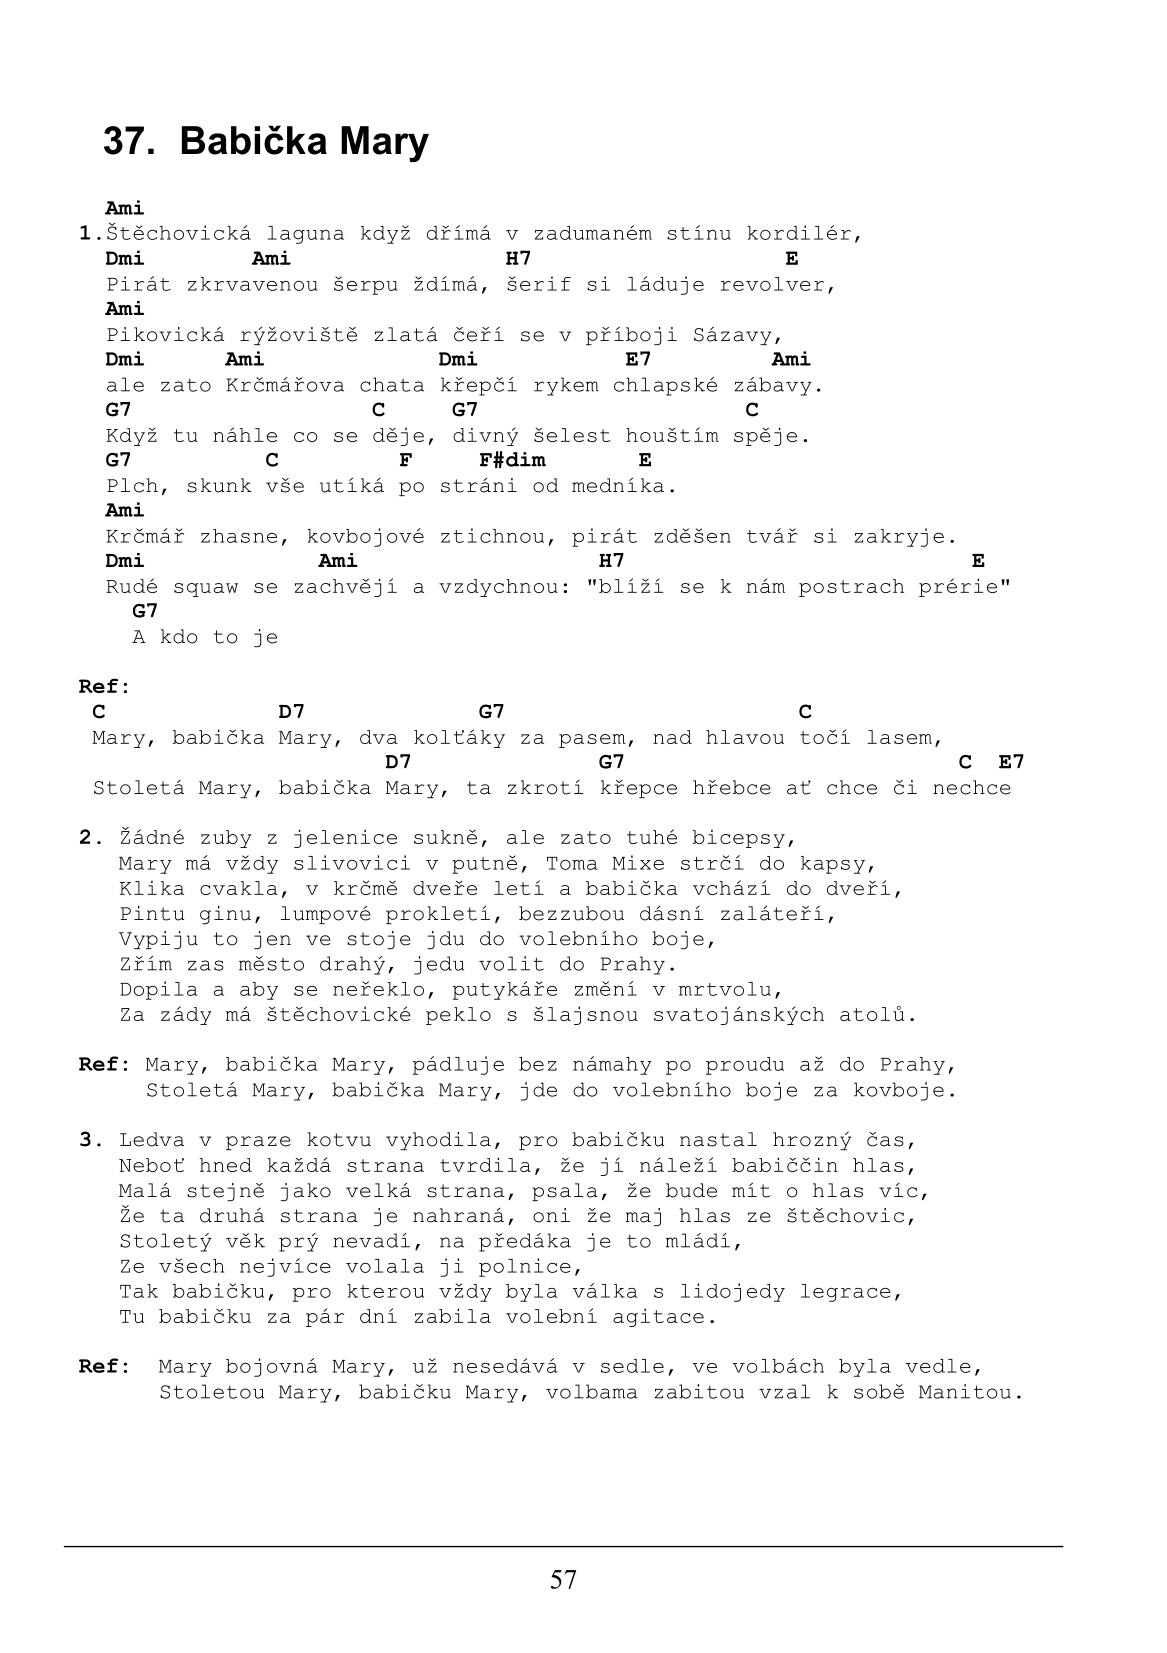 37. Babička Mary
Ami
1.Štěchovická laguna když dřímá v zadumaném stínu kordilér,
Dmi Ami H7 E
Pirát zkrvavenou šerpu ždímá, šerif si láduje revolver,
Ami
Pikovická rýžoviště zlatá čeří se v příboji Sázavy,
Dmi Ami Dmi E7 Ami
ale zato Krčmářova chata křepčí rykem chlapské zábavy.
G7 C G7 C
Když tu náhle co se děje, divný šelest houštím spěje.
G7 C F F#dim E
Plch, skunk vše utíká po stráni od medníka.
Ami
Krčmář zhasne, kovbojové ztichnou, pirát zděšen tvář si zakryje.
Dmi Ami H7 E
Rudé squaw se zachvějí a vzdychnou: "blíží se k nám postrach prérie"
G7
A kdo to je
Ref:
C D7 G7 C
Mary, babička Mary, dva kolťáky za pasem, nad hlavou točí lasem,
D7 G7 C E7
Stoletá Mary, babička Mary, ta zkrotí křepce hřebce ať chce či nechce
2. Žádné zuby z jelenice sukně, ale zato tuhé bicepsy,
Mary má vždy slivovici v putně, Toma Mixe strčí do kapsy,
Klika cvakla, v krčmě dveře letí a babička vchází do dveří,
Pintu ginu, lumpové prokletí, bezzubou dásní zaláteří,
Vypiju to jen ve stoje jdu do volebního boje,
Zřím zas město drahý, jedu volit do Prahy.
Dopila a aby se neřeklo, putykáře změní v mrtvolu,
Za zády má štěchovické peklo s šlajsnou svatojánských atolů.
Ref: Mary, babička Mary, pádluje bez námahy po proudu až do Prahy,
Stoletá Mary, babička Mary, jde do volebního boje za kovboje.
3. Ledva v praze kotvu vyhodila, pro babičku nastal hrozný čas,
Neboť hned každá strana tvrdila, že jí náleží babiččin hlas,
Malá stejně jako velká strana, psala, že bude mít o hlas víc,
Že ta druhá strana je nahraná, oni že maj hlas ze štěchovic,
Stoletý věk prý nevadí, na předáka je to mládí,
Ze všech nejvíce volala ji polnice,
Tak babičku, pro kterou vždy byla válka s lidojedy legrace,
Tu babičku za pár dní zabila volební agitace.
Ref: Mary bojovná Mary, už nesedává v sedle, ve volbách byla vedle,
Stoletou Mary, babičku Mary, volbama zabitou vzal k sobě Manitou.
57